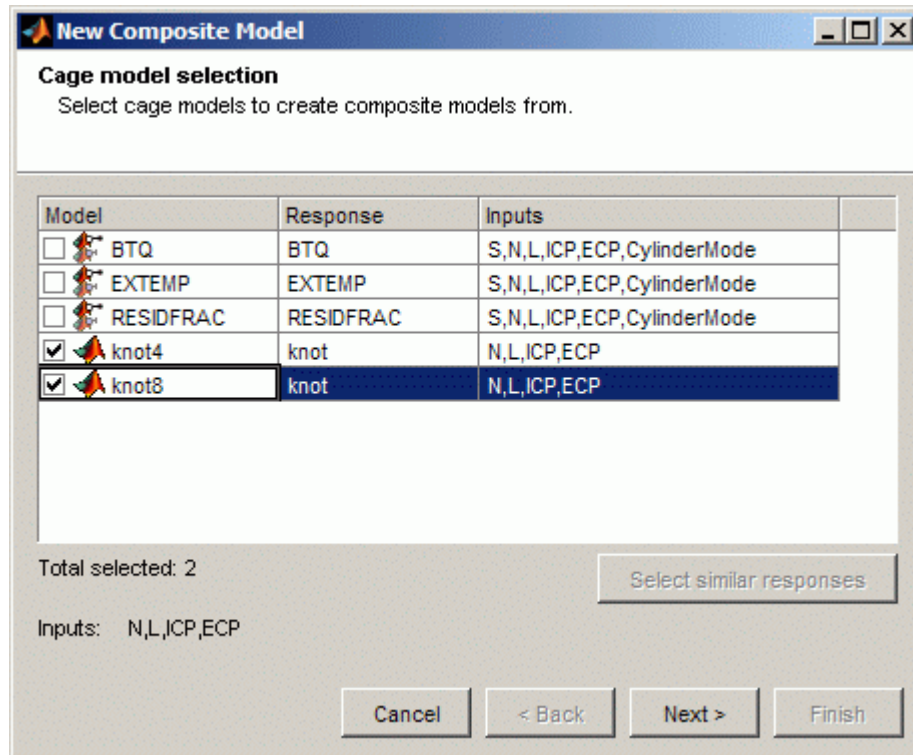 New Composite Model
Cage model selection
Select cage models to create composite models from.
Model Response Inputs
BTQ BTQ S,N,L,ICP,ECP,CylinderMode
EXTEMP EXTEMP S,N,L,ICP,ECP,CylinderMode
RESIDFRAC RESIDFRAC S,N,L,ICP,ECP,CylinderMode
knot4 knot N,L,ICP,ECP
knot8 knot N,L,ICP,ECP
Total selected: 2
Select similar responses
Inputs: N,L,ICP,ECP
Cancel < Back Next > Finish